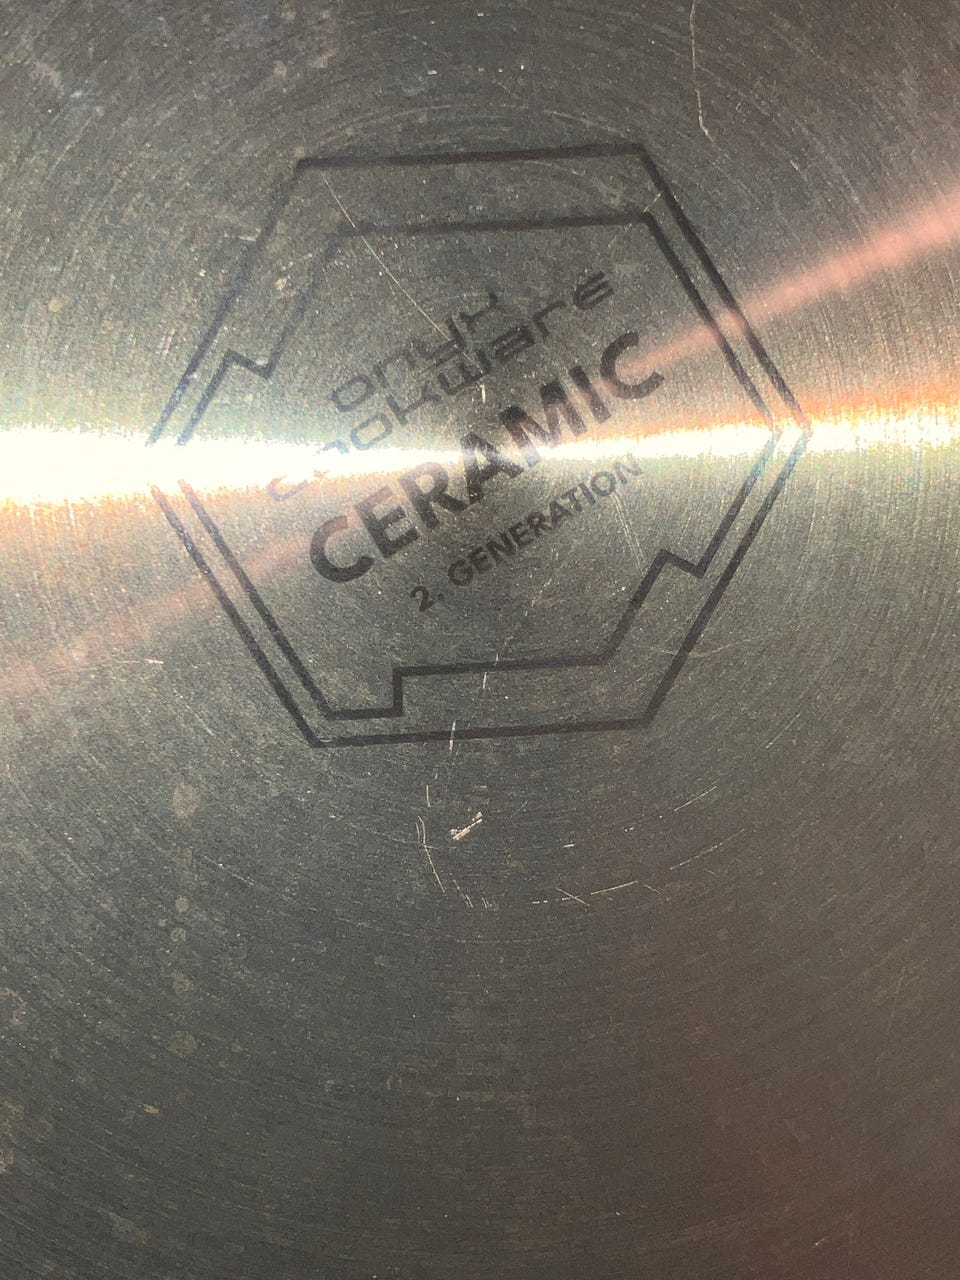 onyx
cookware
CERAMIC
2. GENERATION